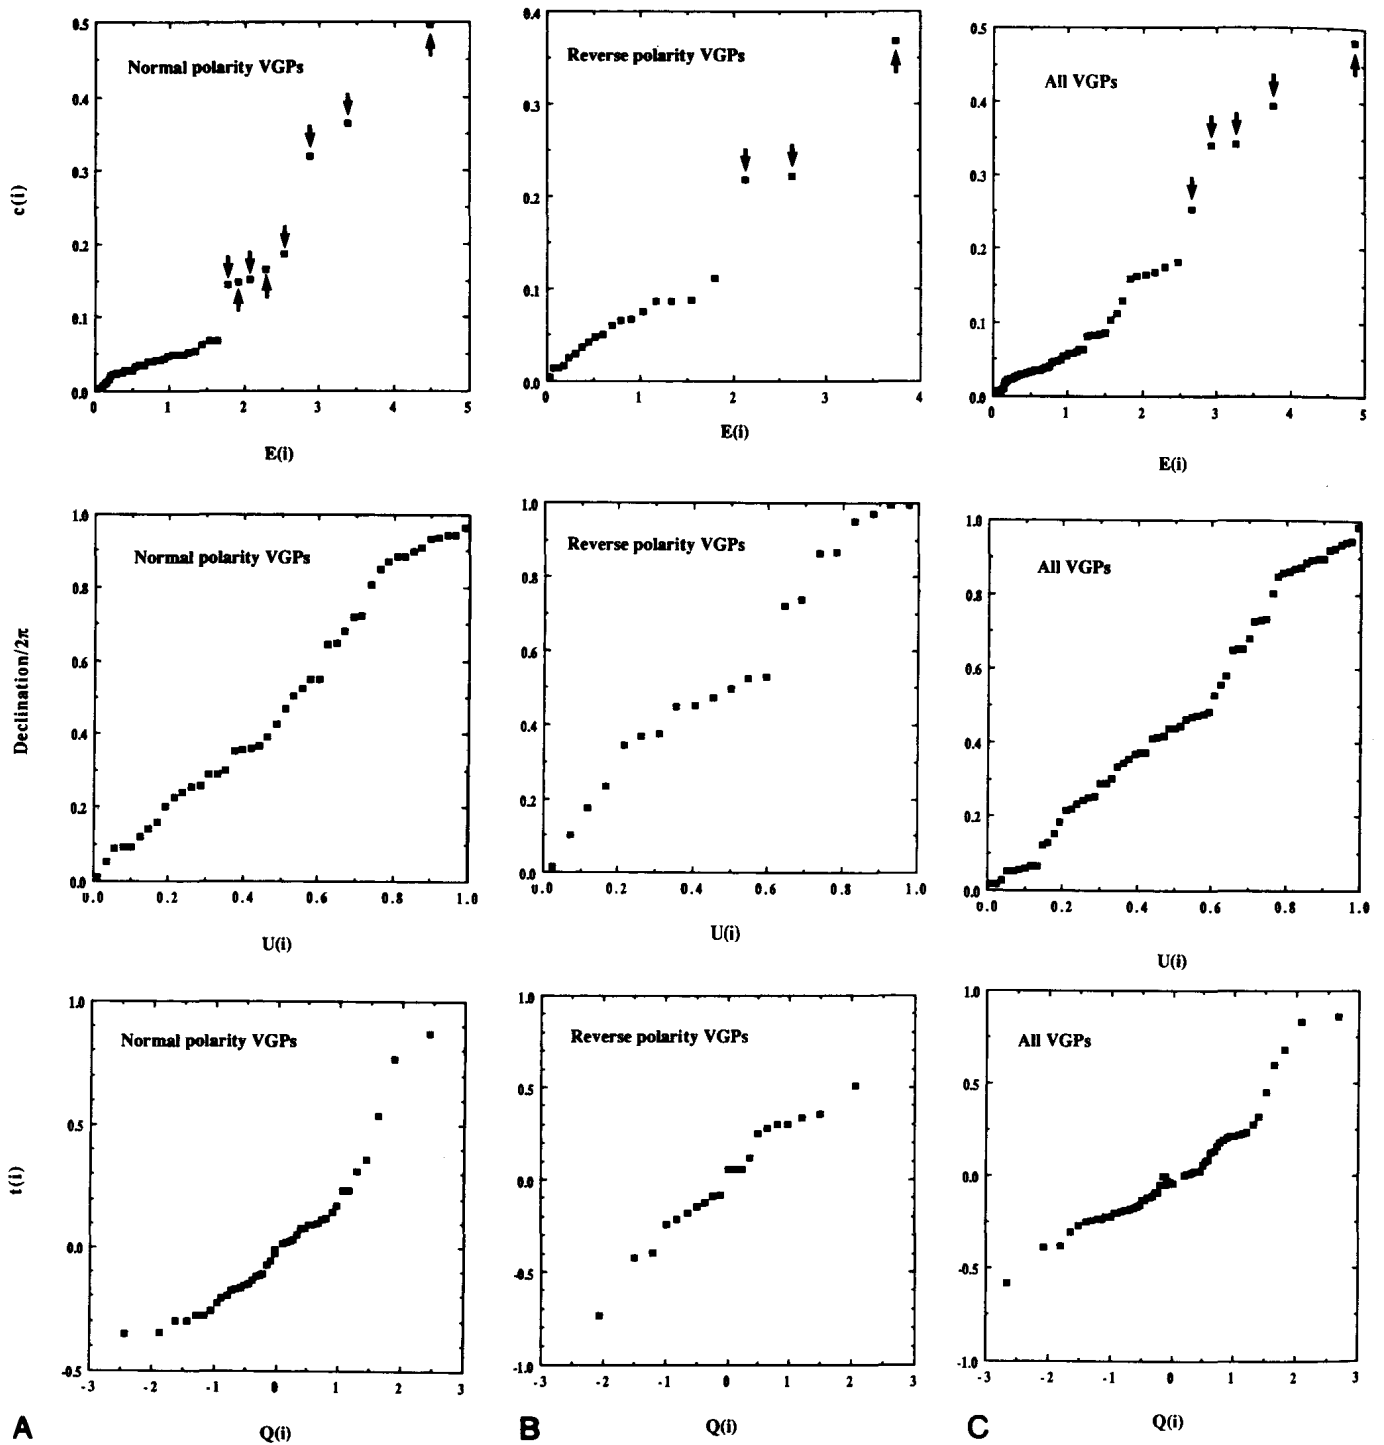 0.5
0.4
0.3
0.2
0.1
0.0
c(i)
Normal polarity VGPs
0 1 2 3 4 5
E(i)
0.4
0.3
0.2
0.1
0.0
Reverse polarity VGPs
0 1 2 3 4
E(i)
0.5
0.4
0.3
0.2
0.1
0.0
All VGPs
0 1 2 3 4 5
E(i)
1.0
0.8
0.6
0.4
0.2
0.0
Declination/2π
Normal polarity VGPs
0.0 0.2 0.4 0.6 0.8 1.0
U(i)
1.0
0.8
0.6
0.4
0.2
0.0
Reverse polarity VGPs
0.0 0.2 0.4 0.6 0.8 1.0
U(i)
1.0
0.8
0.6
0.4
0.2
0.0
All VGPs
0.0 0.2 0.4 0.6 0.8 1.0
U(i)
1.0
0.5
0.0
-0.5
t(i)
Normal polarity VGPs
-3 -2 -1 0 1 2 3
Q(i)
A
1.0
0.5
0.0
-0.5
-1.0
Reverse polarity VGPs
-3 -2 -1 0 1 2 3
Q(i)
B
1.0
0.5
0.0
-0.5
-1.0
All VGPs
-3 -2 -1 0 1 2 3
Q(i)
C